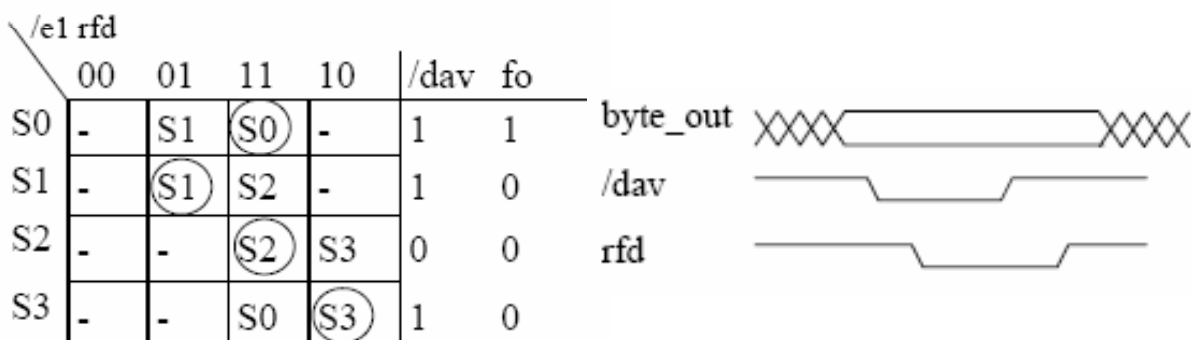 /e1 rfd
00 01 11 10 /dav fo
S0 - S1 S0 - 1 1
S1 - S1 S2 - 1 0
S2 - - S2 S3 0 0
S3 - - S0 S3 1 0
byte_out
/dav
rfd